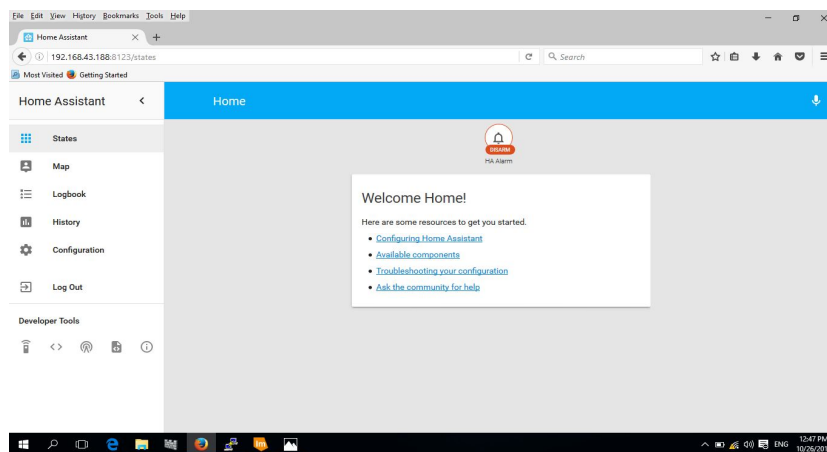 File Edit View History Bookmarks Tools Help
Home Assistant
192.168.43.188:8123/states
Search
Most Visited Getting Started
Home Assistant
Home
DISARM
HA Alarm
States
Map
Logbook
History
Configuration
Log Out
Developer Tools
Welcome Home!
Here are some resources to get you started.
Configuring Home Assistant
Available components
Troubleshooting your configuration
Ask the community for help
ENG
12:47 PM